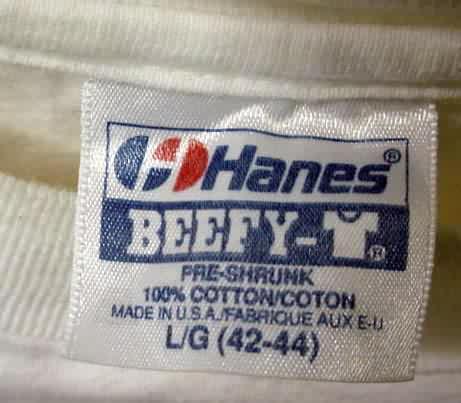 Hanes®
BEEFY-T®
PRE-SHRUNK
100% COTTON/COTON
MADE IN U.S.A./FABRIQUE AUX E-U
L/G (42-44)